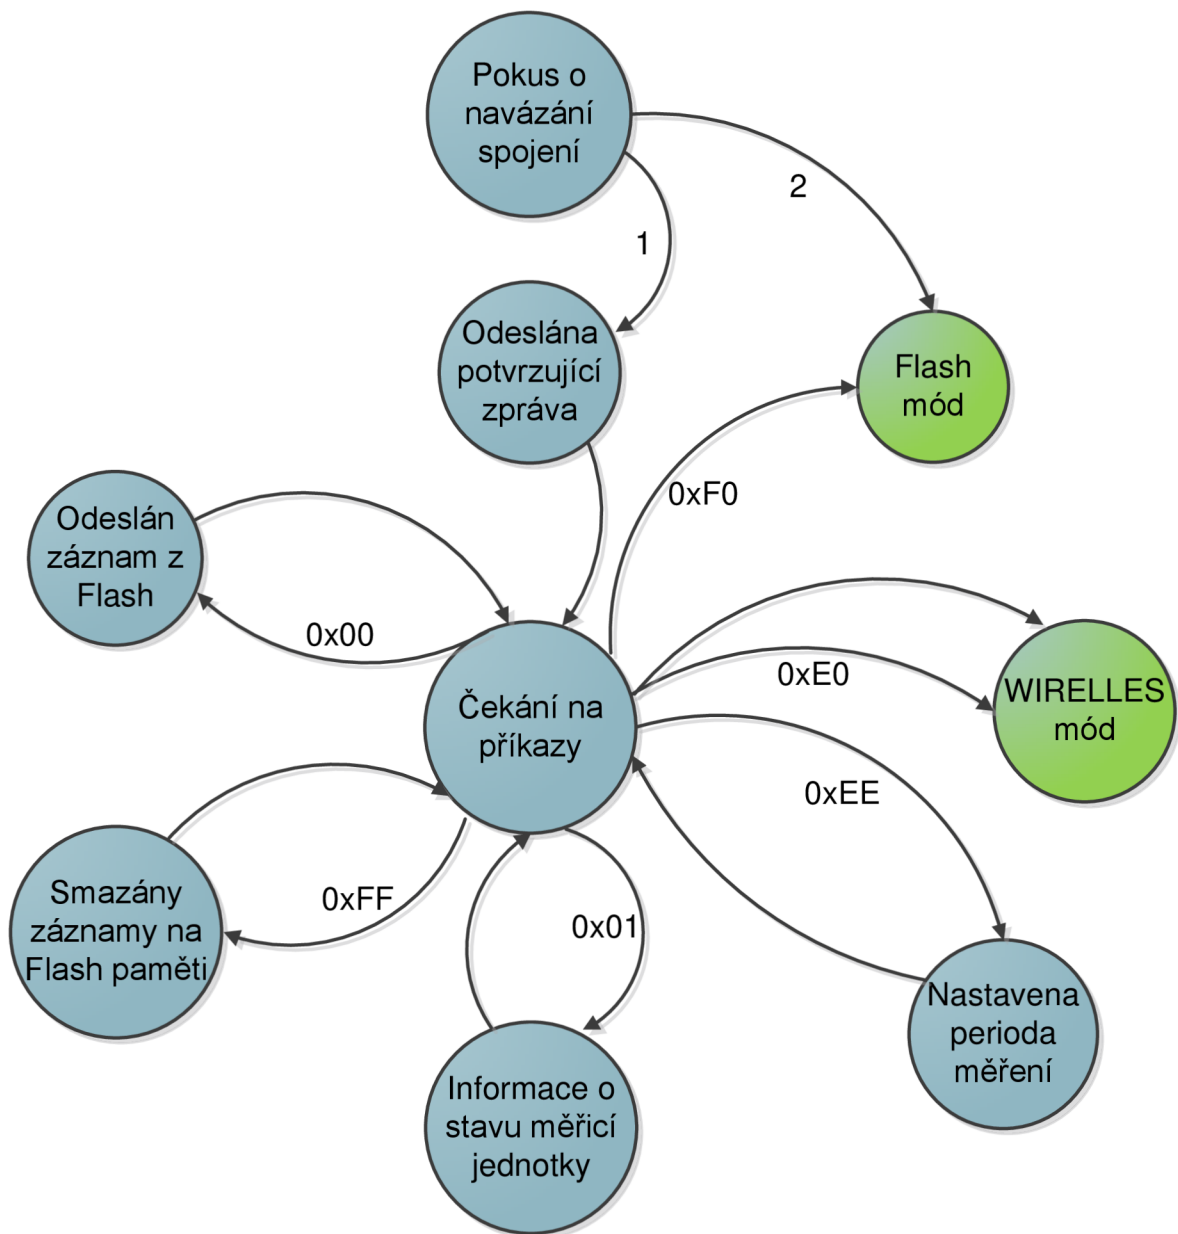 Pokus o
navázání
spojení
2
1
Odeslána
potvrzující
zpráva
Flash
mód
0xF0
Odeslán
záznam z
Flash
0x00
Čekání na
příkazy
0xE0
WIRELLES
mód
0xEE
Smazány
záznamy na
Flash paměti
0xFF
0x01
Nastavena
perioda
měření
Informace o
stavu měřicí
jednotky